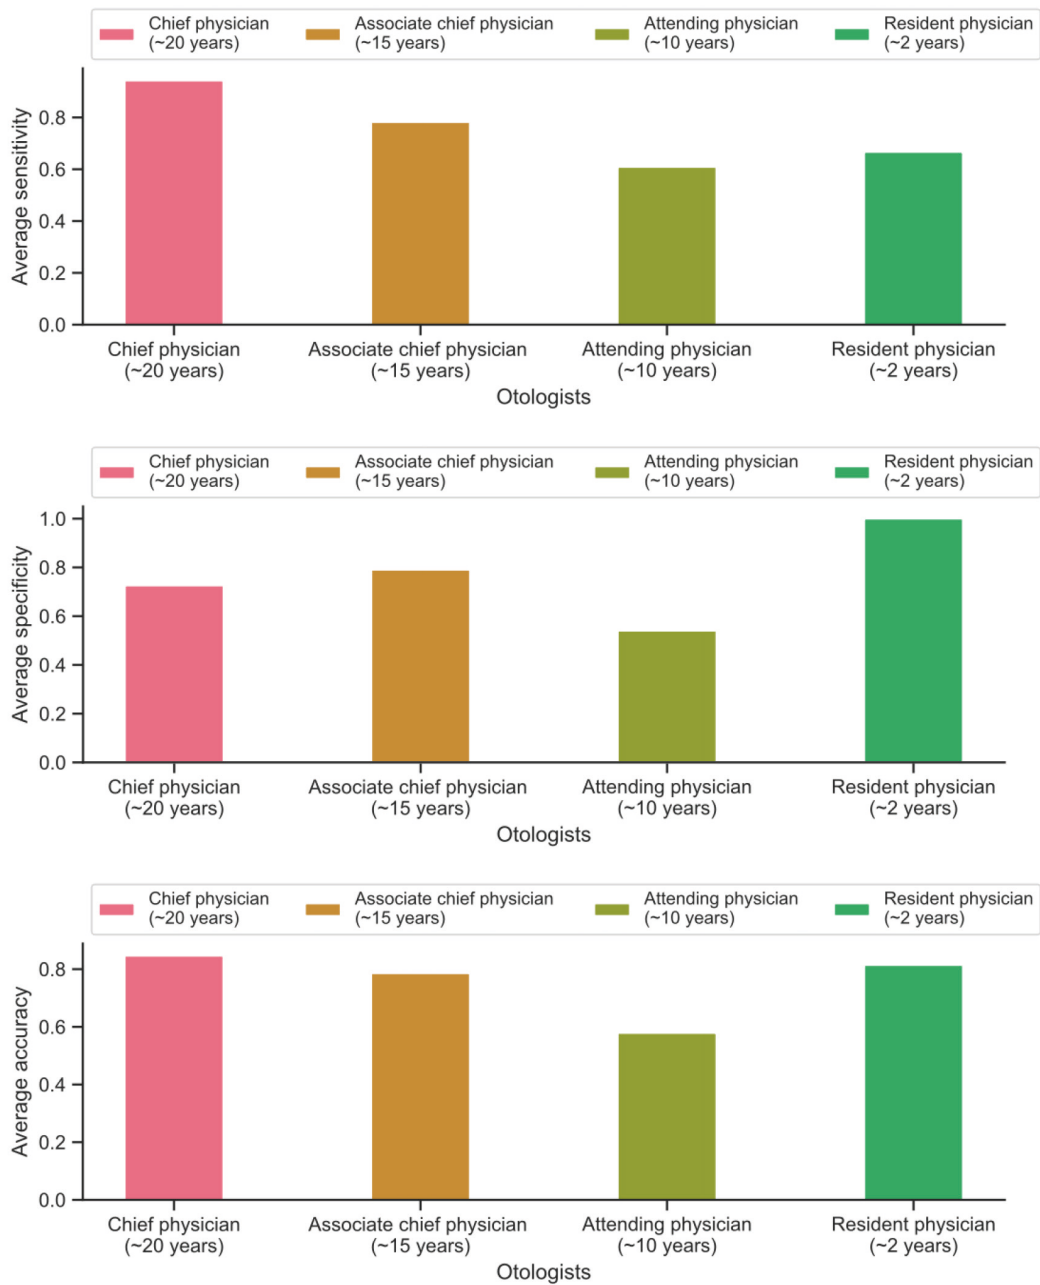 Chief physician Associate chief physician Attending physician Resident physician
(~20 years) (~15 years) (~10 years) (~2 years)
Average sensitivity
0.8
0.6
0.4
0.2
0.0
Chief physician Associate chief physician Attending physician Resident physician
(~20 years) (~15 years) (~10 years) (~2 years)
Otologists
Chief physician Associate chief physician Attending physician Resident physician
(~20 years) (~15 years) (~10 years) (~2 years)
Average specificity
1.0
0.8
0.6
0.4
0.2
0.0
Chief physician Associate chief physician Attending physician Resident physician
(~20 years) (~15 years) (~10 years) (~2 years)
Otologists
Chief physician Associate chief physician Attending physician Resident physician
(~20 years) (~15 years) (~10 years) (~2 years)
Average accuracy
0.8
0.6
0.4
0.2
0.0
Chief physician Associate chief physician Attending physician Resident physician
(~20 years) (~15 years) (~10 years) (~2 years)
Otologists